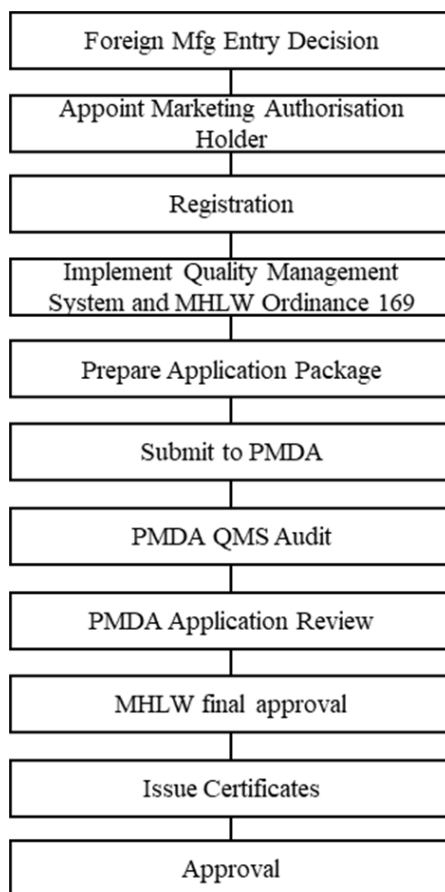 Foreign Mfg Entry Decision
Appoint Marketing Authorisation
Holder
Registration
Implement Quality Management
System and MHLW Ordinance 169
Prepare Application Package
Submit to PMDA
PMDA QMS Audit
PMDA Application Review
MHLW final approval
Issue Certificates
Approval